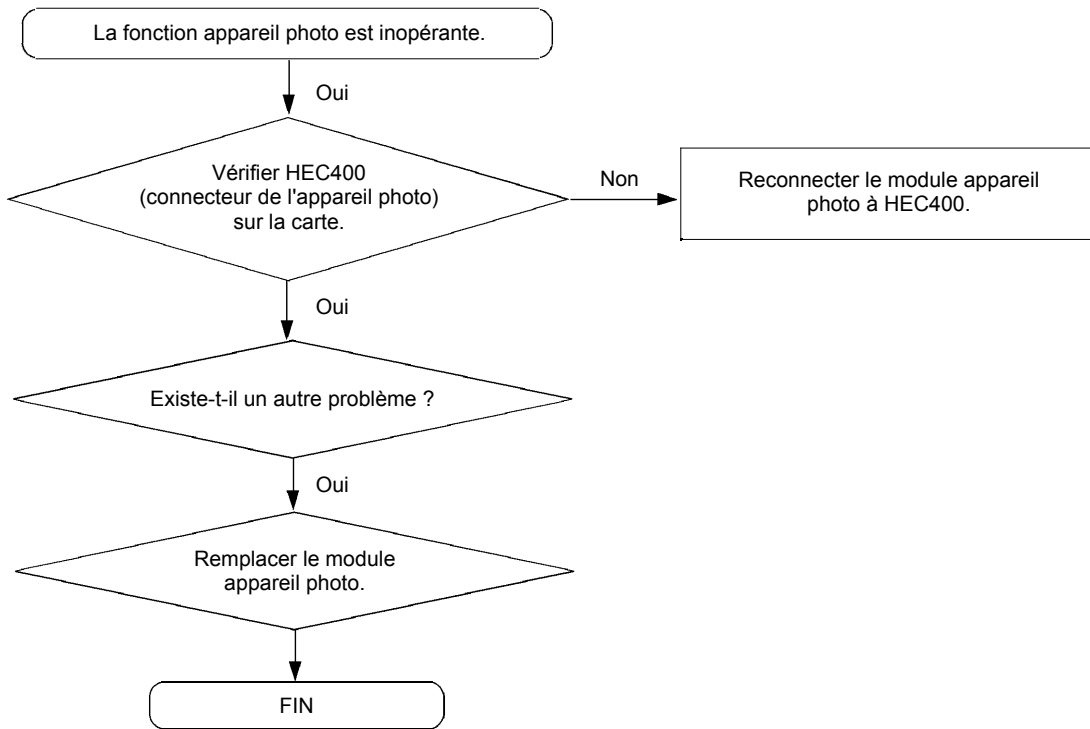 La fonction appareil photo est inopérante.
Oui
Vérifier HEC400
(connecteur de l'appareil photo)
sur la carte.
Non
Reconnecter le module appareil
photo à HEC400.
Oui
Existe-t-il un autre problème ?
Oui
Remplacer le module
appareil photo.
FIN